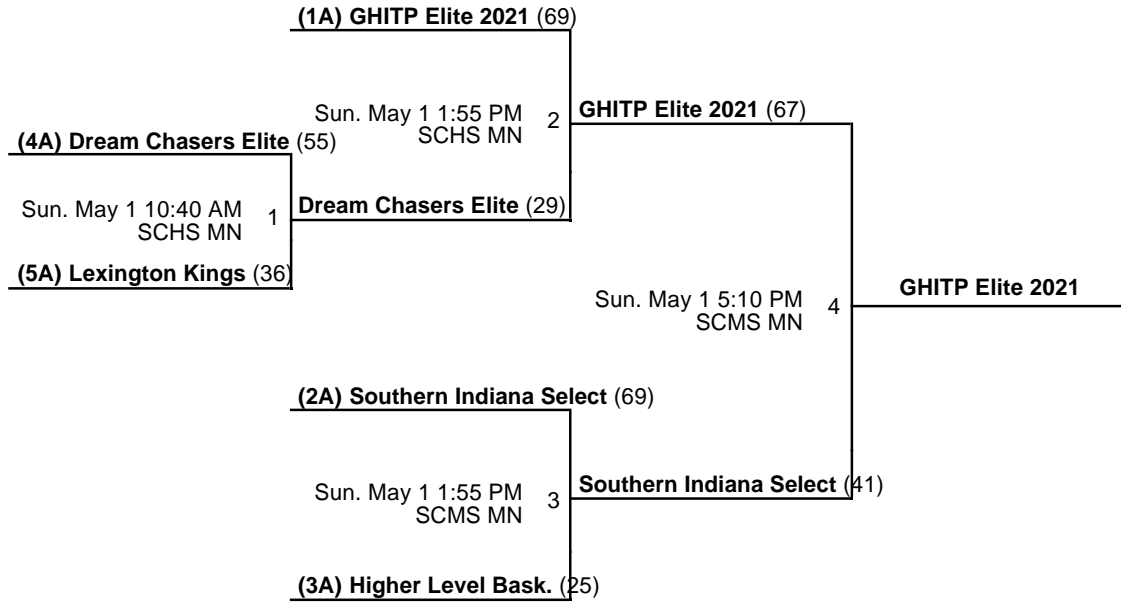 (1A) GHITP Elite 2021 (69)
Sun. May 1 1:55 PM
SCHS MN
2
GHITP Elite 2021 (67)
(4A) Dream Chasers Elite (55)
Sun. May 1 10:40 AM
SCHS MN
1
Dream Chasers Elite (29)
(5A) Lexington Kings (36)
Sun. May 1 5:10 PM
SCMS MN
4
GHITP Elite 2021
(2A) Southern Indiana Select (69)
Sun. May 1 1:55 PM
SCMS MN
3
Southern Indiana Select (41)
(3A) Higher Level Bask. (25)